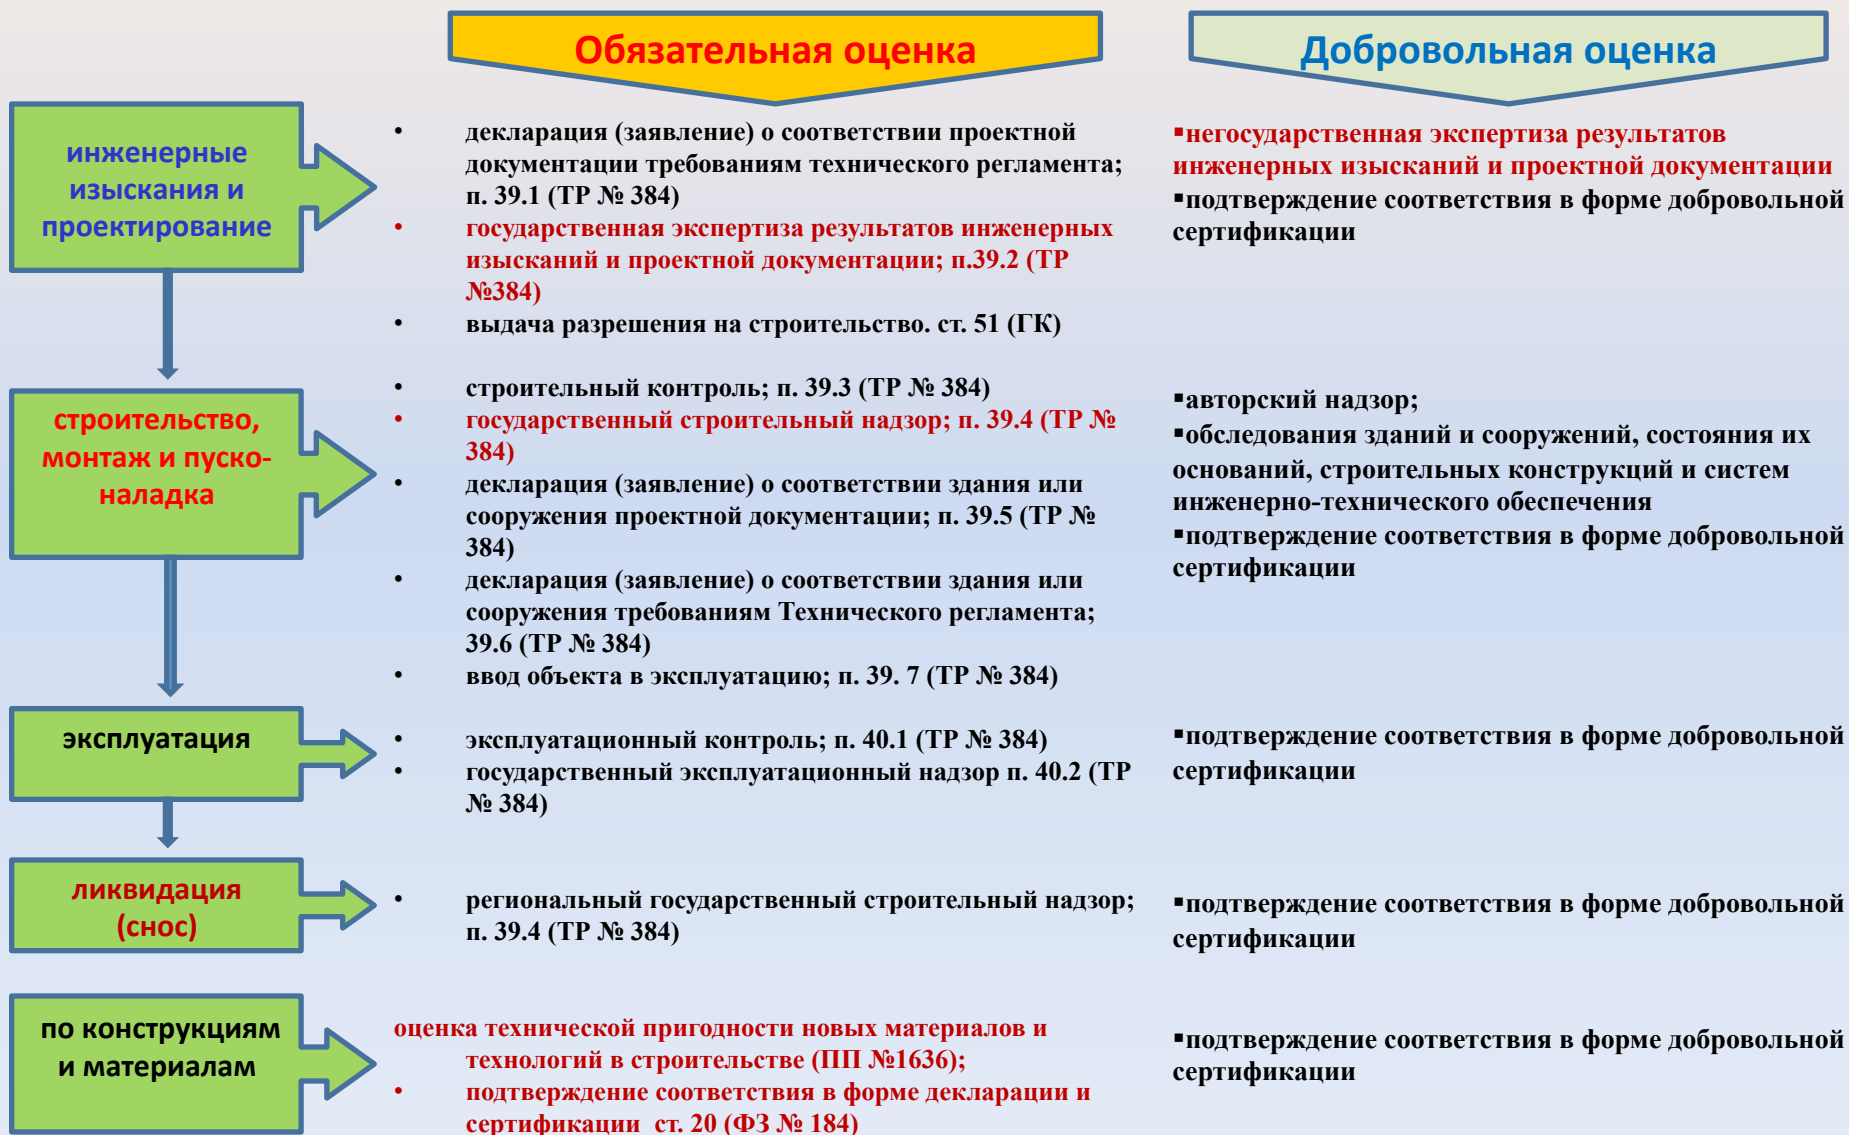 Обязательная оценка
Добровольная оценка
инженерные
изыскания и
проектирование
• декларация (заявление) о соответствии проектной
документации требованиям технического регламента;
п. 39.1 (ТР № 384)
• государственная экспертиза результатов инженерных
изысканий и проектной документации; п.39.2 (ТР
№384)
• выдача разрешения на строительство. ст. 51 (ГК)
▪негосударственная экспертиза результатов
инженерных изысканий и проектной документации
▪подтверждение соответствия в форме добровольной
сертификации
строительство,
монтаж и пуско-
наладка
• строительный контроль; п. 39.3 (ТР № 384)
• государственный строительный надзор; п. 39.4 (ТР №
384)
• декларация (заявление) о соответствии здания или
сооружения проектной документации; п. 39.5 (ТР №
384)
• декларация (заявление) о соответствии здания или
сооружения требованиям Технического регламента;
39.6 (ТР № 384)
• ввод объекта в эксплуатацию; п. 39. 7 (ТР № 384)
▪авторский надзор;
▪обследования зданий и сооружений, состояния их
оснований, строительных конструкций и систем
инженерно-технического обеспечения
▪подтверждение соответствия в форме добровольной
сертификации
эксплуатация
• эксплуатационный контроль; п. 40.1 (ТР № 384)
• государственный эксплуатационный надзор п. 40.2 (ТР
№ 384)
▪подтверждение соответствия в форме добровольной
сертификации
ликвидация
(снос)
• региональный государственный строительный надзор;
п. 39.4 (ТР № 384)
▪подтверждение соответствия в форме добровольной
сертификации
по конструкциям
и материалам
оценка технической пригодности новых материалов и
технологий в строительстве (ПП №1636);
• подтверждение соответствия в форме декларации и
сертификации ст. 20 (ФЗ № 184)
▪подтверждение соответствия в форме добровольной
сертификации